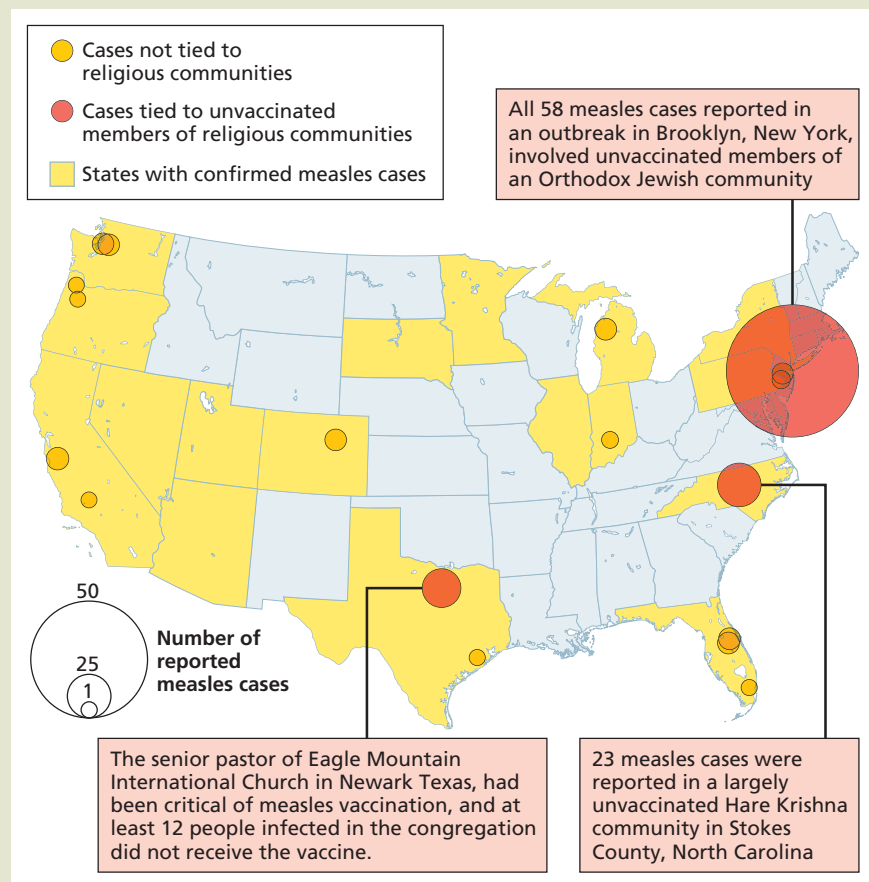 Cases not tied to
religious communities
Cases tied to unvaccinated
members of religious communities
States with confirmed measles cases
All 58 measles cases reported in
an outbreak in Brooklyn, New York,
involved unvaccinated members of
an Orthodox Jewish community
50
25
1
Number of
reported
measles cases
The senior pastor of Eagle Mountain
International Church in Newark Texas, had
been critical of measles vaccination, and at
least 12 people infected in the congregation
did not receive the vaccine.
23 measles cases were
reported in a largely
unvaccinated Hare Krishna
community in Stokes
County, North Carolina